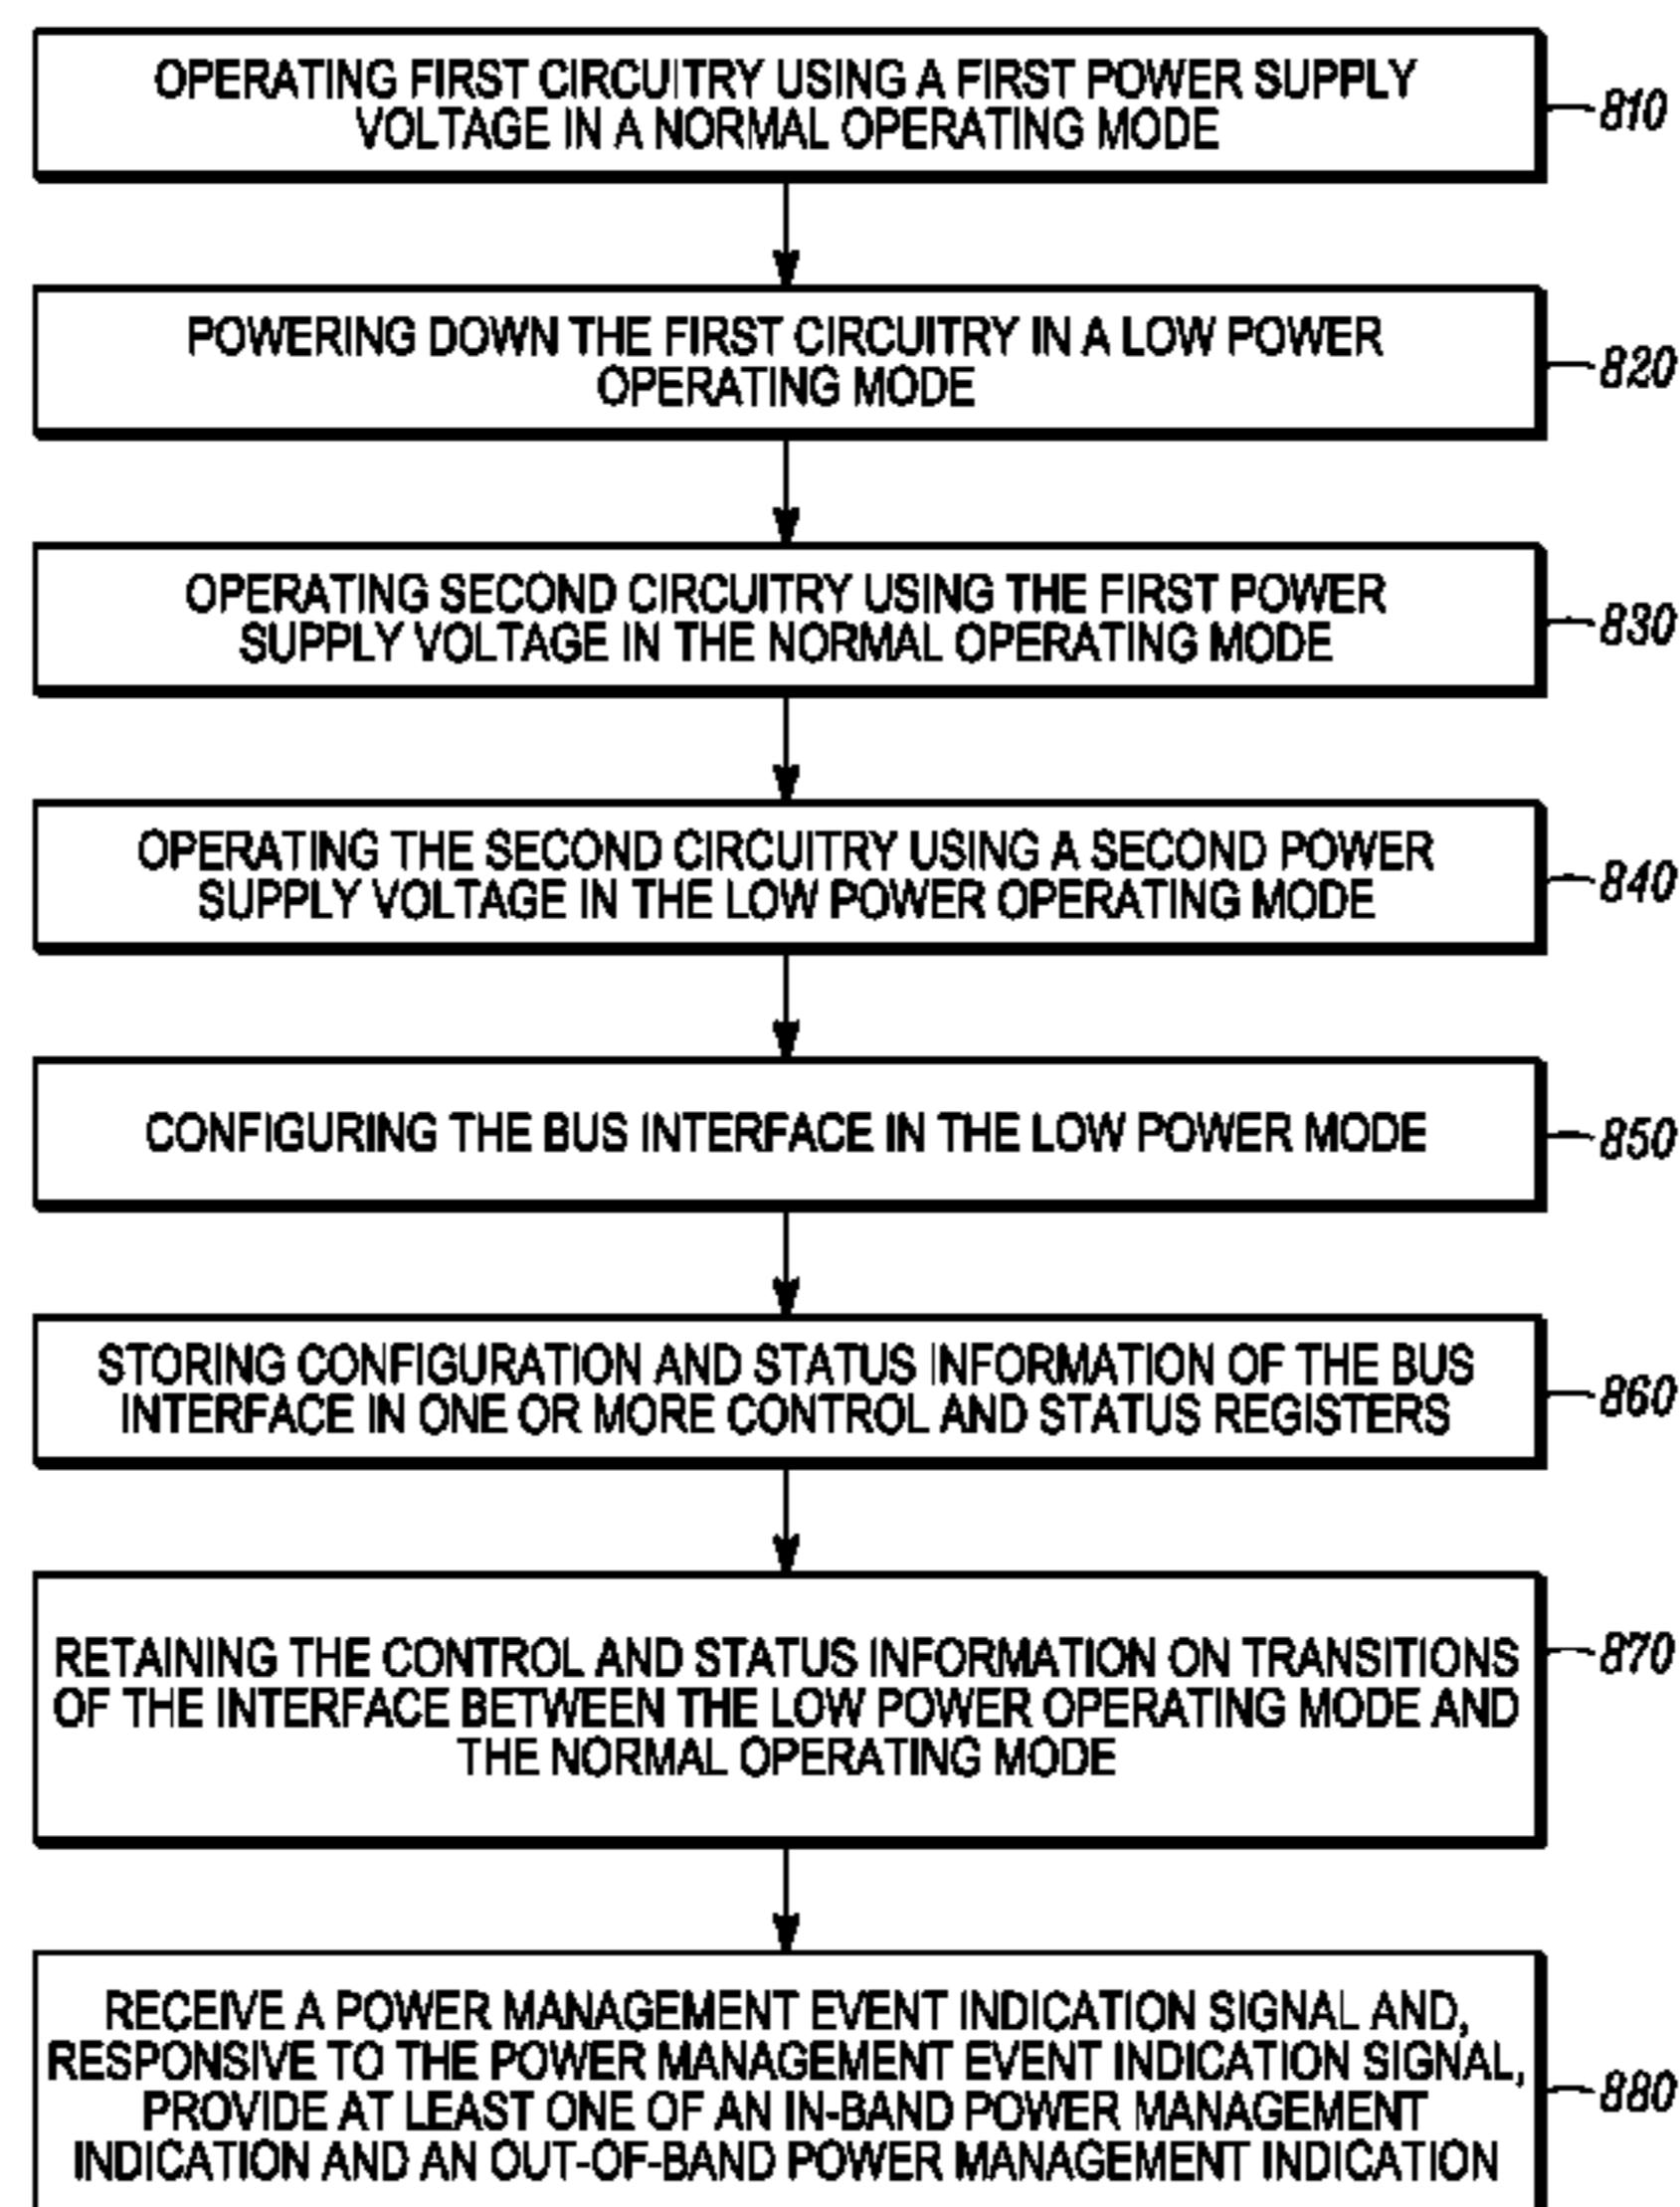 OPERATING FIRST CIRCUITRY USING A FIRST POWER SUPPLY
VOLTAGE IN A NORMAL OPERATING MODE
810
POWERING DOWN THE FIRST CIRCUITRY IN A LOW POWER
OPERATING MODE
820
OPERATING SECOND CIRCUITRY USING THE FIRST POWER
SUPPLY VOLTAGE IN THE NORMAL OPERATING MODE
830
OPERATING THE SECOND CIRCUITRY USING A SECOND POWER
SUPPLY VOLTAGE IN THE LOW POWER OPERATING MODE
840
CONFIGURING THE BUS INTERFACE IN THE LOW POWER MODE
850
STORING CONFIGURATION AND STATUS INFORMATION OF THE BUS
INTERFACE IN ONE OR MORE CONTROL AND STATUS REGISTERS
860
RETAINING THE CONTROL AND STATUS INFORMATION ON TRANSITIONS
OF THE INTERFACE BETWEEN THE LOW POWER OPERATING MODE AND
THE NORMAL OPERATING MODE
870
RECEIVE A POWER MANAGEMENT EVENT INDICATION SIGNAL AND,
RESPONSIVE TO THE POWER MANAGEMENT EVENT INDICATION SIGNAL,
PROVIDE AT LEAST ONE OF AN IN-BAND POWER MANAGEMENT
INDICATION AND AN OUT-OF-BAND POWER MANAGEMENT INDICATION
880